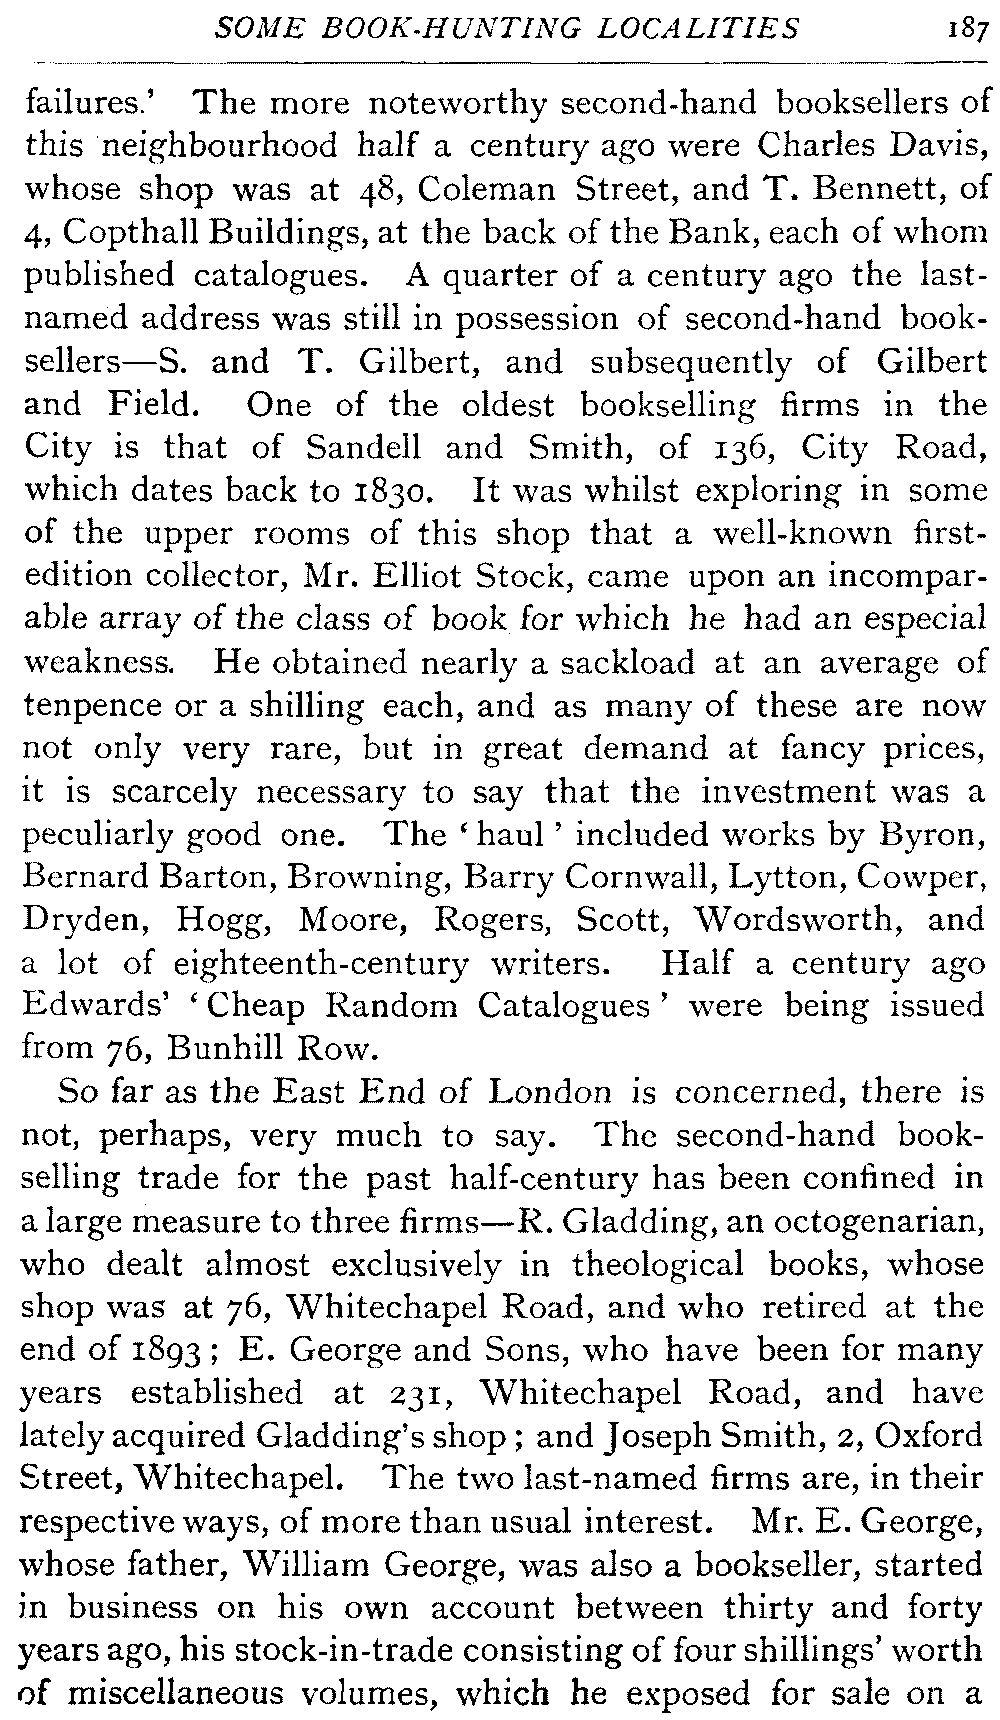 SOME BOOK-HUNTING LOCALITIES 187
failures.' The more noteworthy second-hand booksellers of
this neighbourhood half a century ago were Charles Davis,
whose shop was at 48, Coleman Street, and T. Bennett, of
4, Copthall Buildings, at the back of the Bank, each of whom
published catalogues. A quarter of a century ago the last-
named address was still in possession of second-hand book-
sellers—S. and T. Gilbert, and subsequently of Gilbert
and Field. One of the oldest bookselling firms in the
City is that of Sandell and Smith, of 136, City Road,
which dates back to 1830. It was whilst exploring in some
of the upper rooms of this shop that a well-known first-
edition collector, Mr. Elliot Stock, came upon an incompar-
able array of the class of book for which he had an especial
weakness. He obtained nearly a sackload at an average of
tenpence or a shilling each, and as many of these are now
not only very rare, but in great demand at fancy prices,
it is scarcely necessary to say that the investment was a
peculiarly good one. The 'haul' included works by Byron,
Bernard Barton, Browning, Barry Cornwall, Lytton, Cowper,
Dryden, Hogg, Moore, Rogers, Scott, Wordsworth, and
a lot of eighteenth-century writers. Half a century ago
Edwards' 'Cheap Random Catalogues' were being issued
from 76, Bunhill Row.
So far as the East End of London is concerned, there is
not, perhaps, very much to say. The second-hand book-
selling trade for the past half-century has been confined in
a large measure to three firms—R. Gladding, an octogenarian,
who dealt almost exclusively in theological books, whose
shop was at 76, Whitechapel Road, and who retired at the
end of 1893; E. George and Sons, who have been for many
years established at 231, Whitechapel Road, and have
lately acquired Gladding's shop; and Joseph Smith, 2, Oxford
Street, Whitechapel. The two last-named firms are, in their
respective ways, of more than usual interest. Mr. E. George,
whose father, William George, was also a bookseller, started
in business on his own account between thirty and forty
years ago, his stock-in-trade consisting of four shillings' worth
of miscellaneous volumes, which he exposed for sale on a